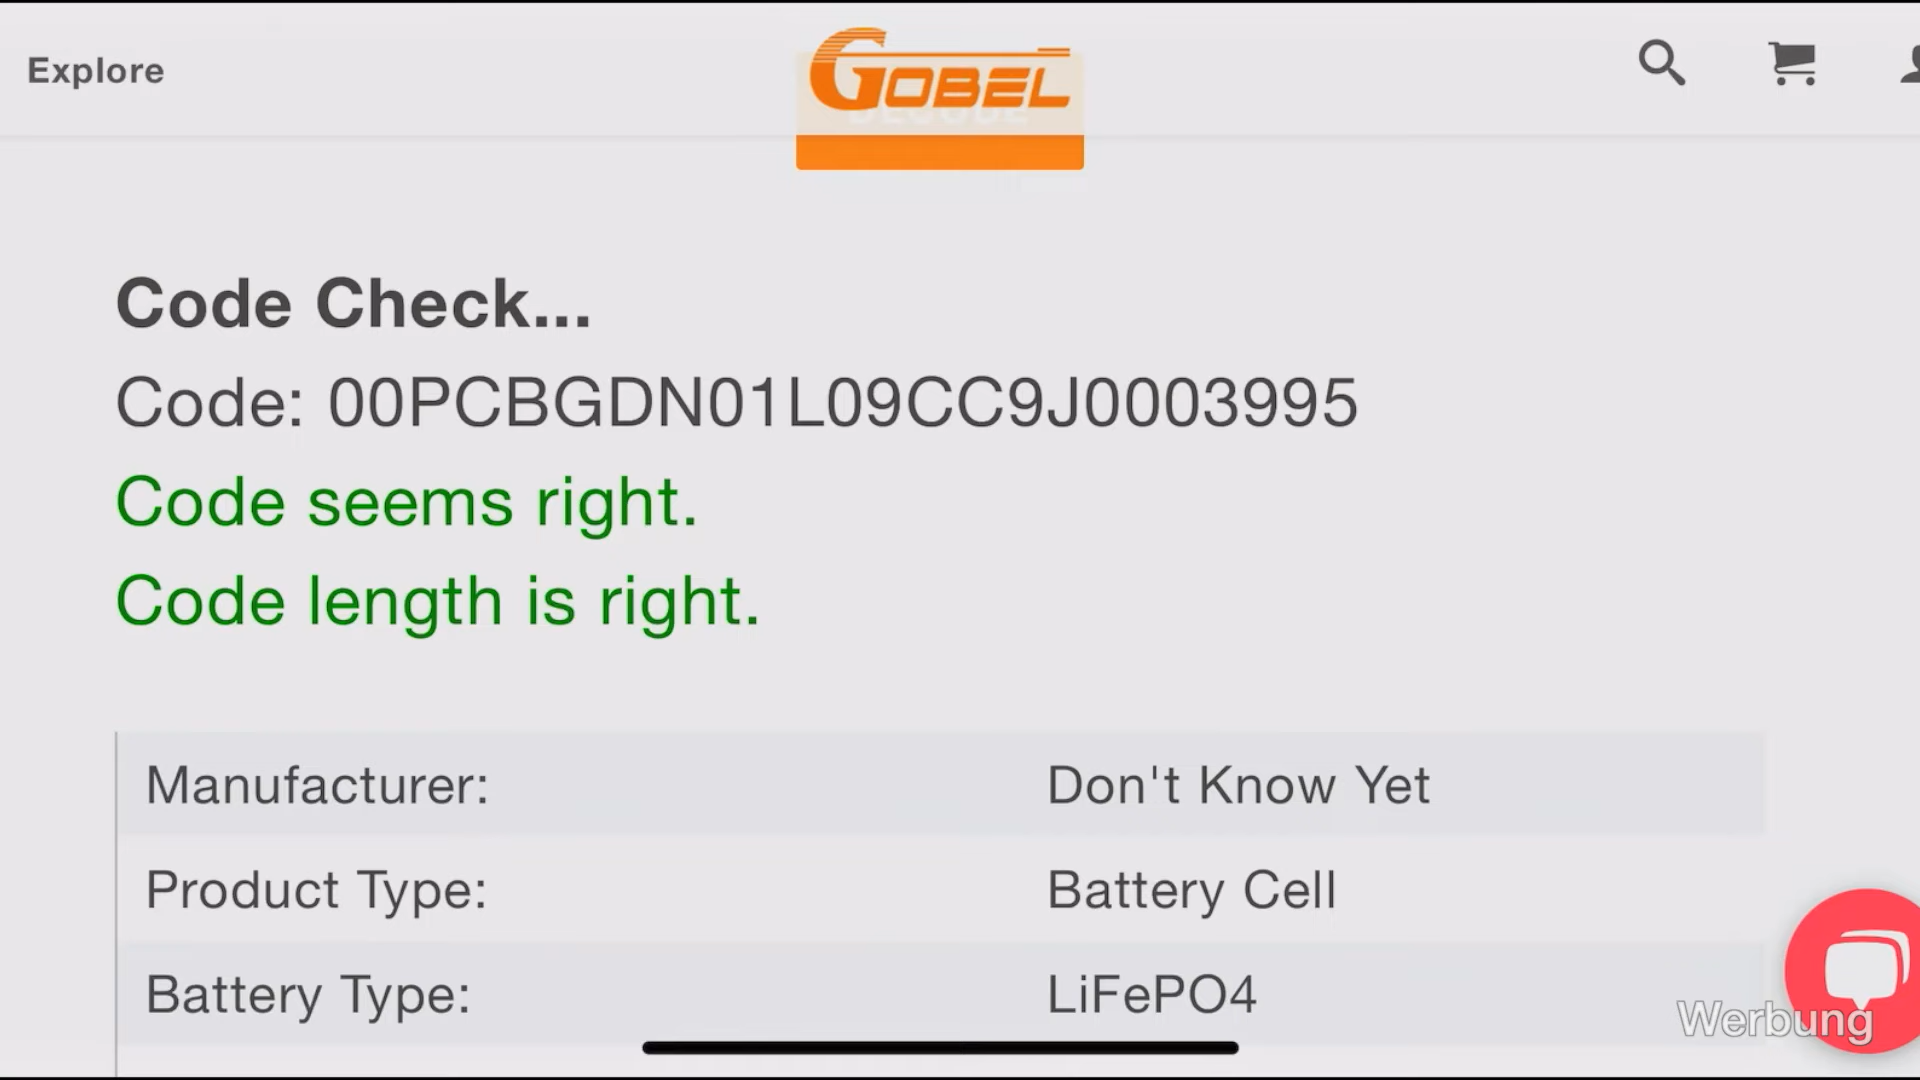 Explore
GOBEL
DECODE
Code Check...
Code: 00PCBGDN01L09CC9J0003995
Code seems right.
Code length is right.
Manufacturer: Don't Know Yet
Product Type: Battery Cell
Battery Type: LiFePO4
Werbung